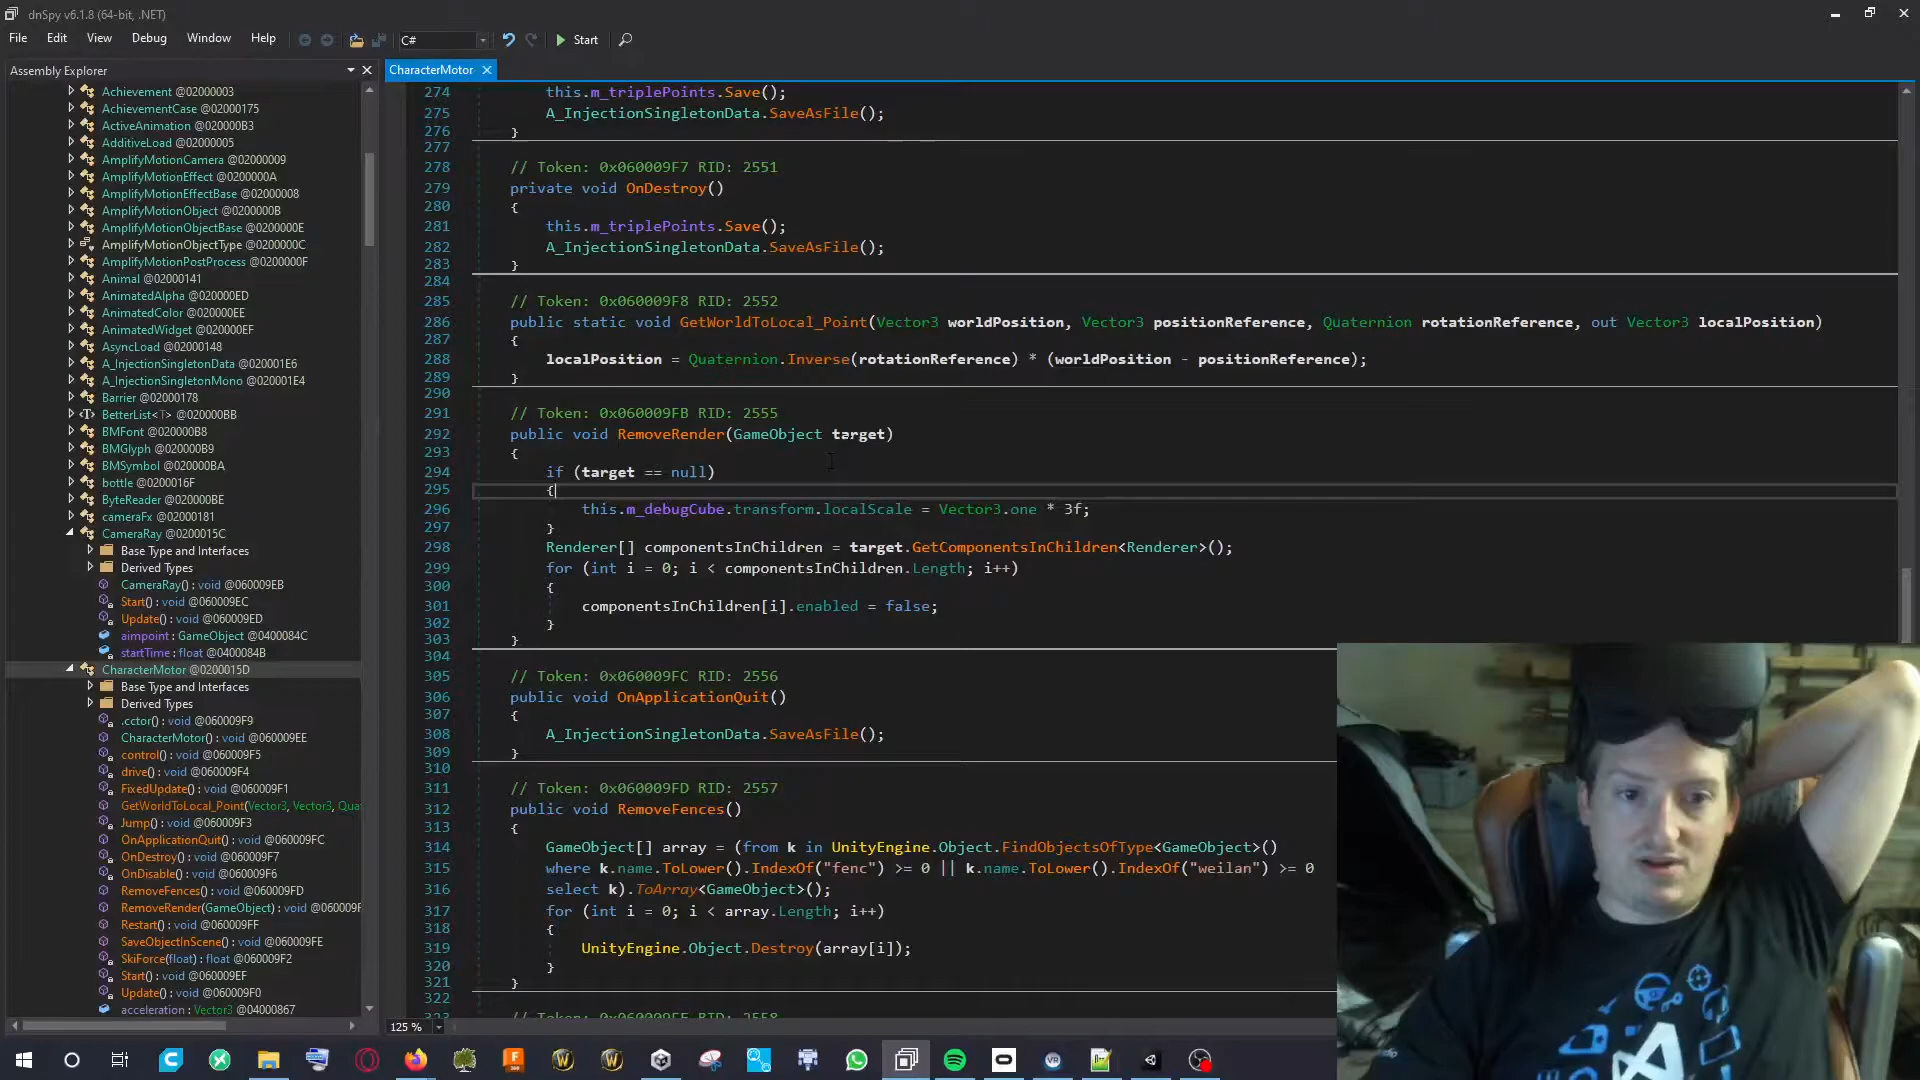 dnSpy v6.1.8 (64-bit, .NET)
File Edit View Debug Window Help C# Start
Assembly Explorer
CharacterMotor
Achievement @02000003
AchievementCase @02000175
ActiveAnimation @020000B3
AdditiveLoad @02000005
AmplifyMotionCamera @02000009
AmplifyMotionEffect @0200000A
AmplifyMotionEffectBase @02000008
AmplifyMotionObject @0200000B
AmplifyMotionObjectBase @0200000E
AmplifyMotionObjectType @0200000C
AmplifyMotionPostProcess @0200000F
Animal @02000141
AnimatedAlpha @020000ED
AnimatedColor @020000EE
AnimatedWidget @020000EF
AsyncLoad @02000148
A_InjectionSingletonData @020001E6
A_InjectionSingletonMono @020001E4
Barrier @02000178
BetterList<T> @020000BB
BMFont @020000B8
BMGlyph @020000B9
BMSymbol @020000BA
bottle @0200016F
ByteReader @020000BE
cameraFx @02000181
CameraRay @0200015C
Base Type and Interfaces
Derived Types
CameraRay() : void @060009EB
Start() : void @060009EC
Update() : void @060009ED
aimpoint : GameObject @0400084C
startTime : float @0400084B
CharacterMotor @0200015D
Base Type and Interfaces
Derived Types
.cctor() : void @060009F9
CharacterMotor() : void @060009EE
control() : void @060009F5
drive() : void @060009F4
FixedUpdate() : void @060009F1
GetWorldToLocal_Point(Vector3, Vector3, Qua
Jump() : void @060009F3
OnApplicationQuit() : void @060009FC
OnDestroy() : void @060009F7
OnDisable() : void @060009F6
RemoveFences() : void @060009FD
RemoveRender(GameObject) : void @060009F
Restart() : void @060009FF
SaveObjectInScene() : void @060009FE
SkiForce(float) : float @060009F2
Start() : void @060009EF
Update() : void @060009F0
acceleration : Vector3 @04000867
274 this.m_triplePoints.Save();
275 A_InjectionSingletonData.SaveAsFile();
276 }
277
278 // Token: 0x060009F7 RID: 2551
279 private void OnDestroy()
280 {
281 this.m_triplePoints.Save();
282 A_InjectionSingletonData.SaveAsFile();
283 }
284
285 // Token: 0x060009F8 RID: 2552
286 public static void GetWorldToLocal_Point(Vector3 worldPosition, Vector3 positionReference, Quaternion rotationReference, out Vector3 localPosition)
287 {
288 localPosition = Quaternion.Inverse(rotationReference) * (worldPosition - positionReference);
289 }
290
291 // Token: 0x060009FB RID: 2555
292 public void RemoveRender(GameObject target)
293 {
294 if (target == null)
295 {
296 this.m_debugCube.transform.localScale = Vector3.one * 3f;
297 }
298 Renderer[] componentsInChildren = target.GetComponentsInChildren<Renderer>();
299 for (int i = 0; i < componentsInChildren.Length; i++)
300 {
301 componentsInChildren[i].enabled = false;
302 }
303 }
304
305 // Token: 0x060009FC RID: 2556
306 public void OnApplicationQuit()
307 {
308 A_InjectionSingletonData.SaveAsFile();
309 }
310
311 // Token: 0x060009FD RID: 2557
312 public void RemoveFences()
313 {
314 GameObject[] array = (from k in UnityEngine.Object.FindObjectsOfType<GameObject>()
315 where k.name.ToLower().IndexOf("fenc") >= 0 || k.name.ToLower().IndexOf("weilan") >= 0
316 select k).ToArray<GameObject>();
317 for (int i = 0; i < array.Length; i++)
318 {
319 UnityEngine.Object.Destroy(array[i]);
320 }
321 }
322
323 // Token: 0x060009FE RID: 2558
125 %